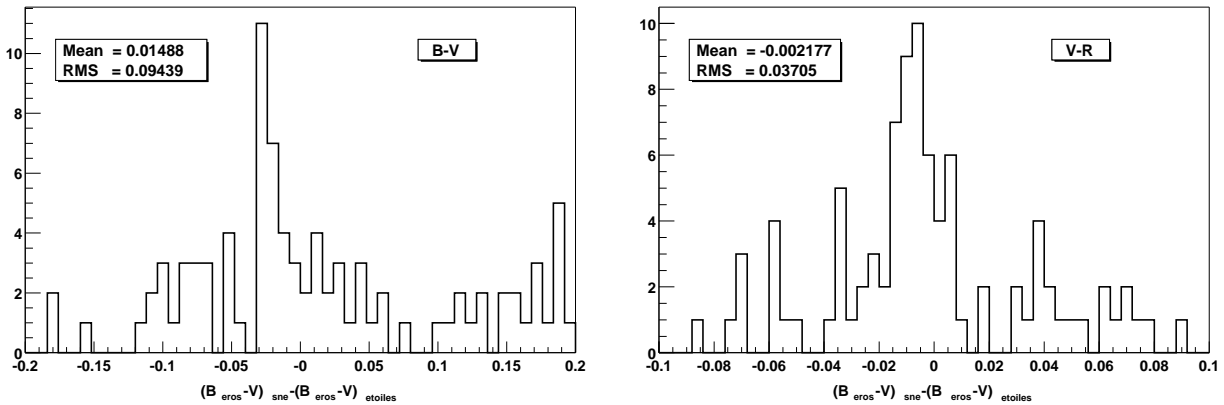 Mean = 0.01488
RMS = 0.09439
B-V
10
8
6
4
2
0
-0.2 -0.15 -0.1 -0.05 -0 0.05 0.1 0.15 0.2
(B eros-V) sne-(B eros-V) etoiles
Mean = -0.002177
RMS = 0.03705
V-R
10
8
6
4
2
0
-0.1 -0.08 -0.06 -0.04 -0.02 0 0.02 0.04 0.06 0.08 0.1
(B eros-V) sne-(B eros-V) etoiles